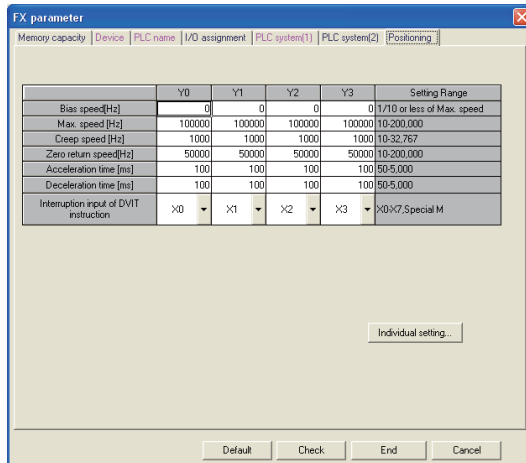 FX parameter
Memory capacity Device PLC name I/O assignment PLC system(1) PLC system(2) Positioning
Y0 Y1 Y2 Y3 Setting Range
Bias speed[Hz] 0 0 0 0 1/10 or less of Max. speed
Max. speed [Hz] 100000 100000 100000 100000 10-200,000
Creep speed [Hz] 1000 1000 1000 1000 10-32,767
Zero return speed[Hz] 50000 50000 50000 50000 10-200,000
Acceleration time [ms] 100 100 100 100 50-5,000
Deceleration time [ms] 100 100 100 100 50-5,000
Interruption input of DVIT
instruction X0 X1 X2 X3 X0-X7,Special M
Individual setting...
Default Check End Cancel